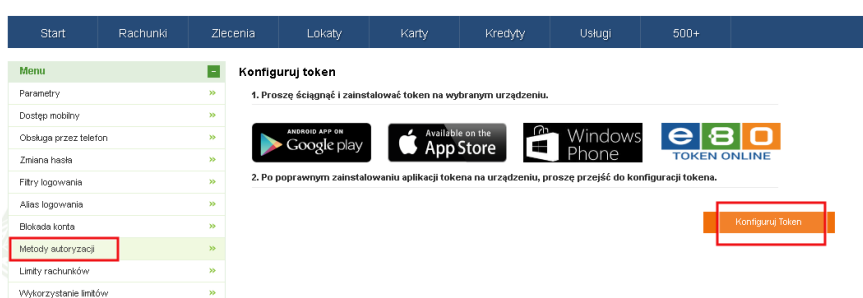 Start Rachunki Zlecenia Lokaty Karty Kredyty Usługi 500+
Menu
Parametry
Dostęp mobilny
Obsługa przez telefon
Zmiana hasła
Filtry logowania
Alias logowania
Blokada konta
Metody autoryzacji
Limity rachunków
Wykorzystanie limitów
Konfiguruj token
1. Proszę ściągnąć i zainstalować token na wybranym urządzeniu.
ANDROID APP ON
Google play
Available on the
App Store
Windows
Phone
eBO
TOKEN ONLINE
2. Po poprawnym zainstalowaniu aplikacji tokena na urządzeniu, proszę przejść do konfiguracji tokena.
Konfiguruj Token